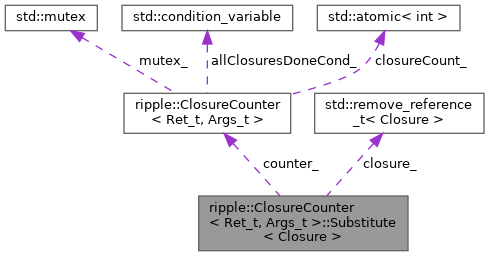 std::mutex
std::condition_variable
std::atomic< int >
mutex_
allClosuresDoneCond_
closureCount_
ripple::ClosureCounter
< Ret_t, Args_t >
std::remove_reference
_t< Closure >
counter_
closure_
ripple::ClosureCounter
< Ret_t, Args_t >::Substitute
< Closure >